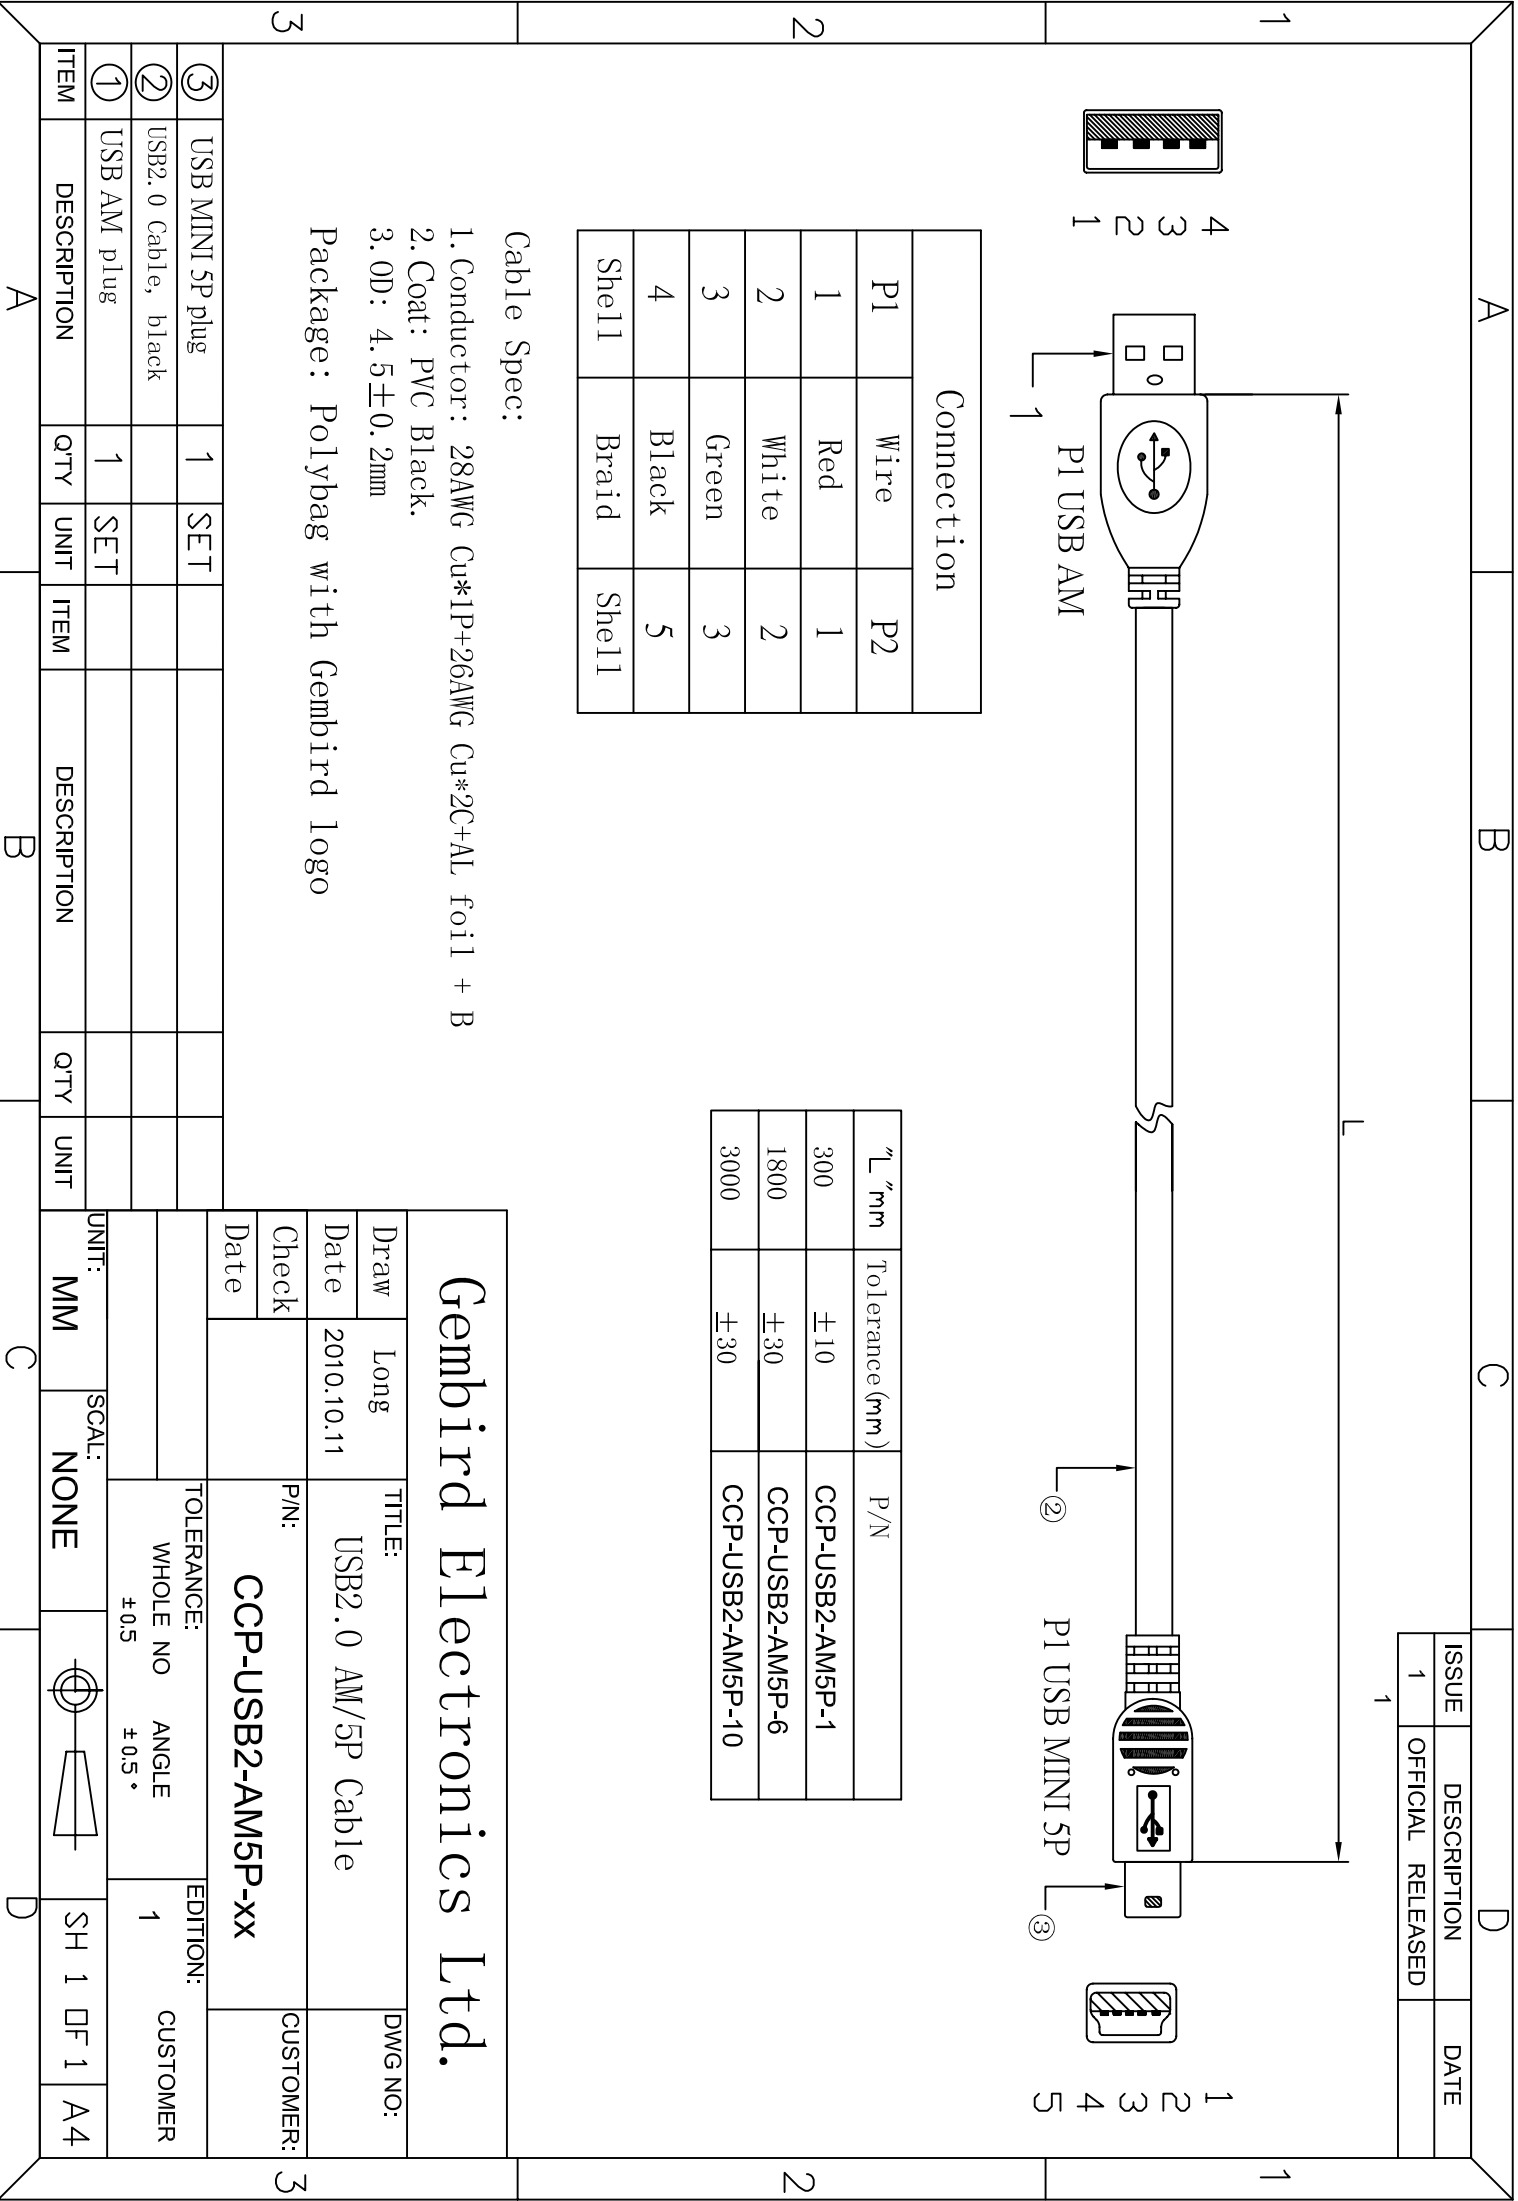 A B C D
1
2
3
ISSUE DESCRIPTION DATE
1 OFFICIAL RELEASED
1
L
4
3
2
1
1
P1 USB AM
②
P1 USB MINI 5P
③
1
2
3
4
5
Connection
P1 Wire P2
1 Red 1
2 White 2
3 Green 3
4 Black 5
Shell Braid Shell
"L"mm Tolerance(mm) P/N
300 ±10 CCP-USB2-AM5P-1
1800 ±30 CCP-USB2-AM5P-6
3000 ±30 CCP-USB2-AM5P-10
Cable Spec:
1.Conductor: 28AWG Cu*1P+26AWG Cu*2C+AL foil + B
2.Coat: PVC Black.
3.OD: 4.5±0.2mm
Package: Polybag with Gembird logo
③ USB MINI 5P plug 1 SET
② USB2.0 Cable, black
① USB AM plug 1 SET
ITEM DESCRIPTION Q'TY UNIT ITEM DESCRIPTION Q'TY UNIT
Gembird Electronics Ltd.
Draw Long
Date 2010.10.11
Check
Date
TITLE:
USB2.0 AM/5P Cable
DWG NO:
P/N:
CCP-USB2-AM5P-xx
CUSTOMER:
TOLERANCE:
WHOLE NO ANGLE
±0.5 ±0.5°
EDITION:
1
CUSTOMER
UNIT:
MM
SCAL:
NONE
SH 1 OF 1
A4
1
2
3
A B C D